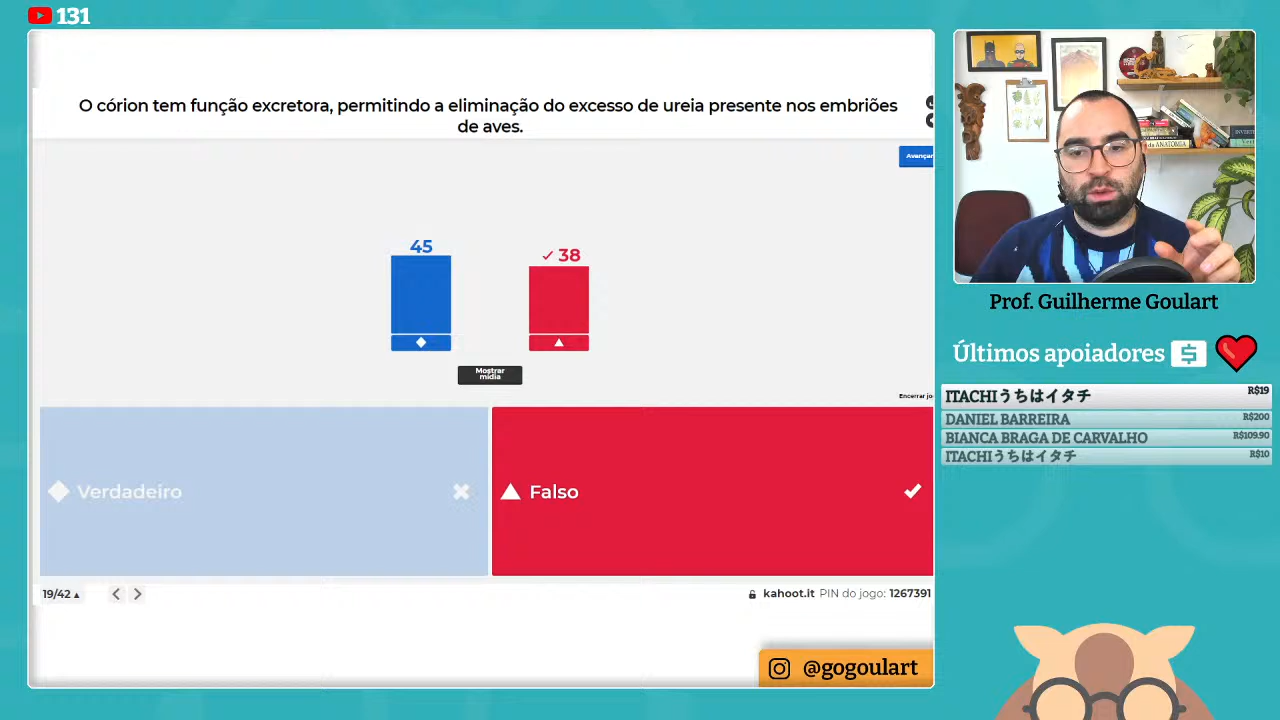 131
O córion tem função excretora, permitindo a eliminação do excesso de ureia presente nos embriões
de aves.
Avançar
45
38
Mostrar
mídia
Encerrar jo
Verdadeiro
Falso
19/42
kahoot.it PIN do jogo: 1267391
@gogoulart
Prof. Guilherme Goulart
Últimos apoiadores
ITACHIうちはイタチ R$19
DANIEL BARREIRA R$200
BIANCA BRAGA DE CARVALHO R$109.90
ITACHIうちはイタチ R$10